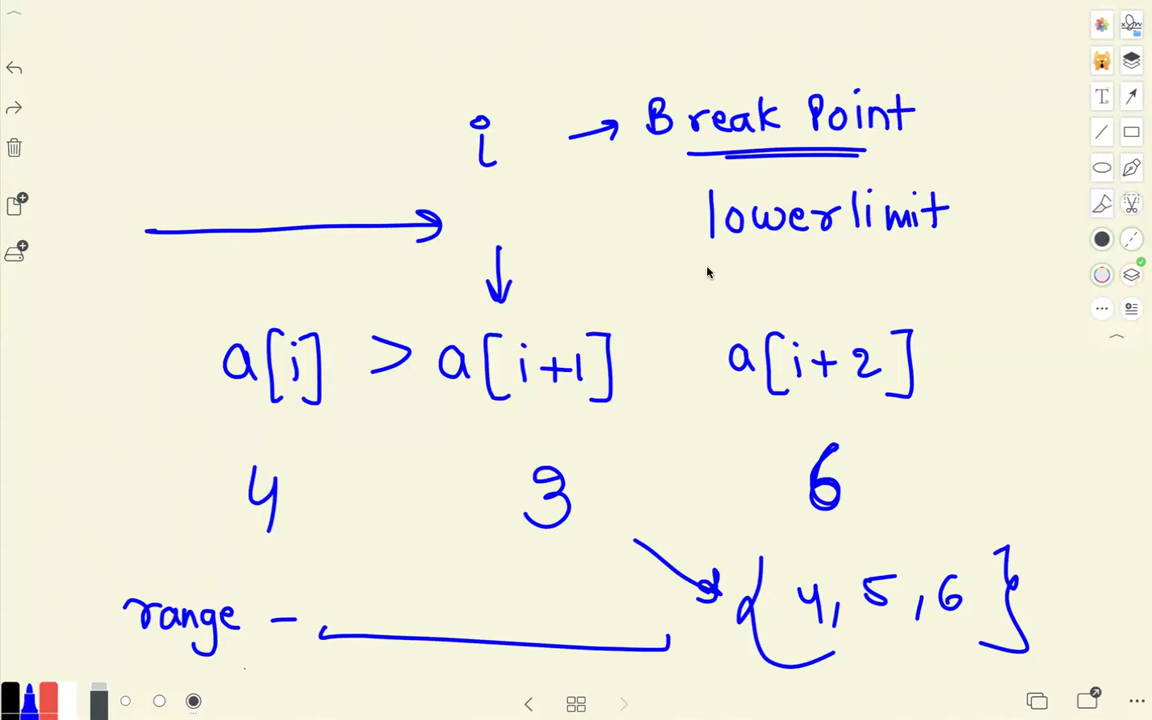 i → Break Point
lowerlimit
a[i] > a[i+1] a[i+2]
4 3 6
range - {4, 5, 6}